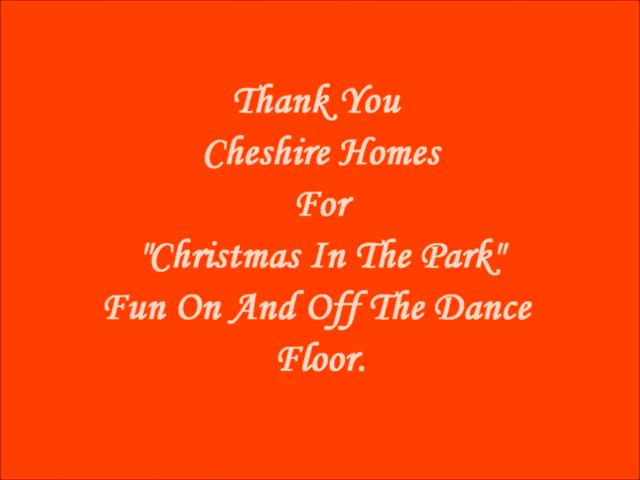 Thank You
Cheshire Homes
For
"Christmas In The Park"
Fun On And Off The Dance
Floor.